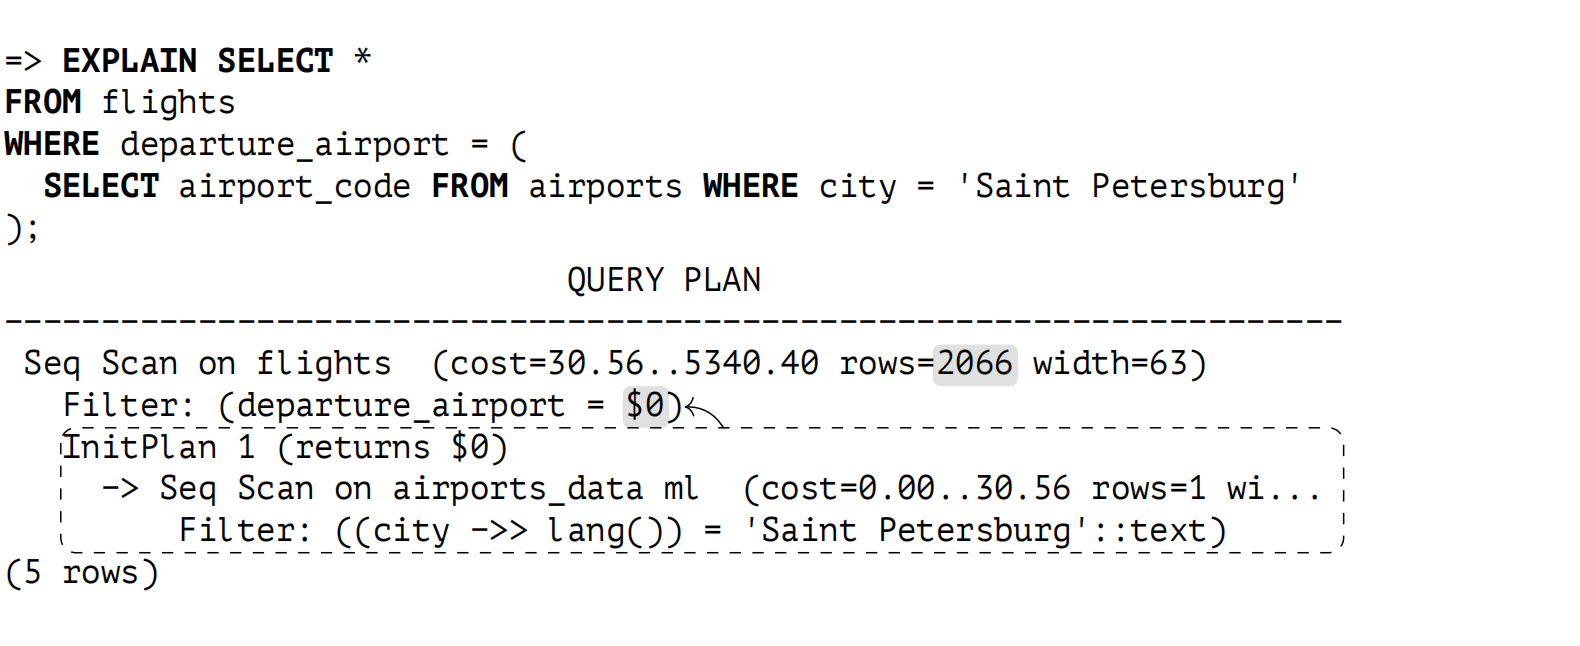 => EXPLAIN SELECT *
FROM flights
WHERE departure_airport = (
  SELECT airport_code FROM airports WHERE city = 'Saint Petersburg'
);
QUERY PLAN
---------------------------------------------------------------------
 Seq Scan on flights  (cost=30.56..5340.40 rows=2066 width=63)
   Filter: (departure_airport = $0)
   InitPlan 1 (returns $0)
     -> Seq Scan on airports_data ml  (cost=0.00..30.56 rows=1 wi...
         Filter: ((city ->> lang()) = 'Saint Petersburg'::text)
(5 rows)